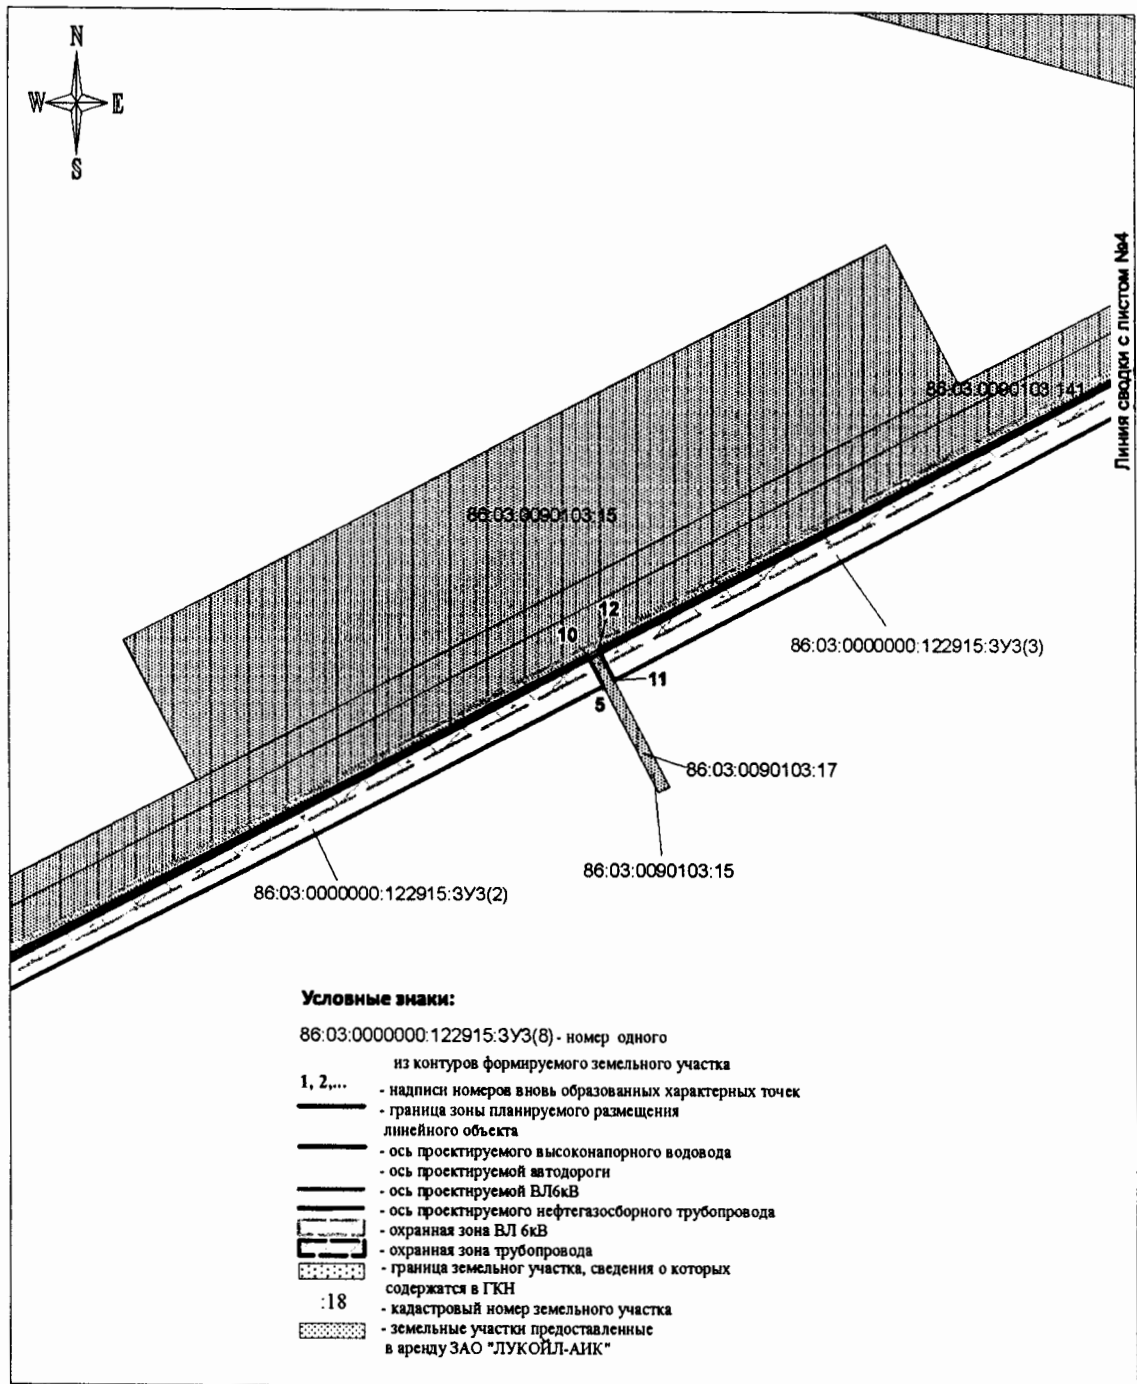 N
W E
S
Линия сводки с листом №4
86:03:0090103:141
86:03:0090103:15
12
10
86:03:0000000:122915:ЗУЗ(3)
11
5
86:03:0090103:17
86:03:0090103:15
86:03:0000000:122915:ЗУЗ(2)
Условные знаки:
86:03:0000000:122915:ЗУЗ(8) - номер одного
из контуров формируемого земельного участка
1, 2,... - надписи номеров вновь образованных характерных точек
- граница зоны планируемого размещения
линейного объекта
- ось проектируемого высоконапорного водовода
- ось проектируемой автодороги
- ось проектируемой ВЛ6кВ
- ось проектируемого нефтегазосборного трубопровода
- охранная зона ВЛ 6кВ
- охранная зона трубопровода
- граница земельног участка, сведения о которых
содержатся в ГКН
:18 - кадастровый номер земельного участка
- земельные участки предоставленные
в аренду ЗАО "ЛУКОЙЛ-АИК"